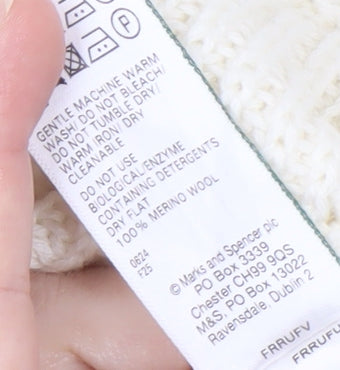 GENTLE MACHINE WARM
WASH/ DO NOT BLEACH/
DO NOT TUMBLE DRY/
WARM IRON/ DRY
CLEANABLE
DO NOT USE
BIOLOGICAL/ENZYME
CONTAINING DETERGENTS
DRY FLAT
100% MERINO WOOL
0624
F25
© Marks and Spencer plc
PO Box 3339
Chester CH99 9QS
M&S, PO Box 13022
Ravensdale, Dublin 2
FRRUFV